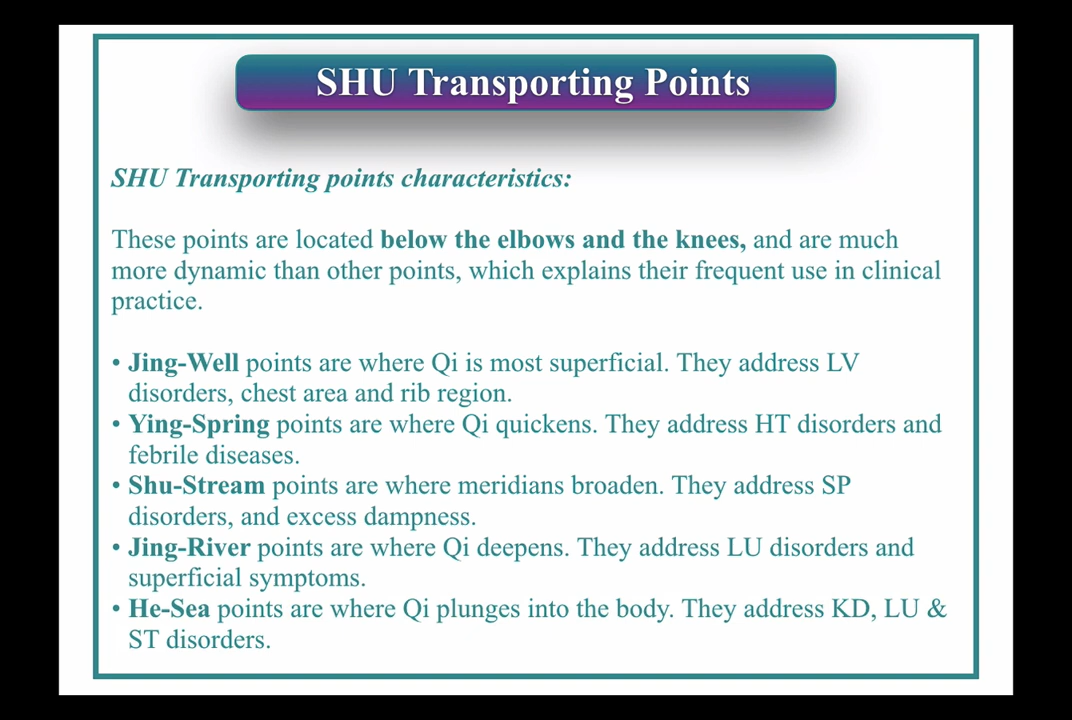 SHU Transporting Points
SHU Transporting points characteristics:
These points are located below the elbows and the knees, and are much
more dynamic than other points, which explains their frequent use in clinical
practice.
• Jing-Well points are where Qi is most superficial. They address LV
disorders, chest area and rib region.
• Ying-Spring points are where Qi quickens. They address HT disorders and
febrile diseases.
• Shu-Stream points are where meridians broaden. They address SP
disorders, and excess dampness.
• Jing-River points are where Qi deepens. They address LU disorders and
superficial symptoms.
• He-Sea points are where Qi plunges into the body. They address KD, LU &
ST disorders.